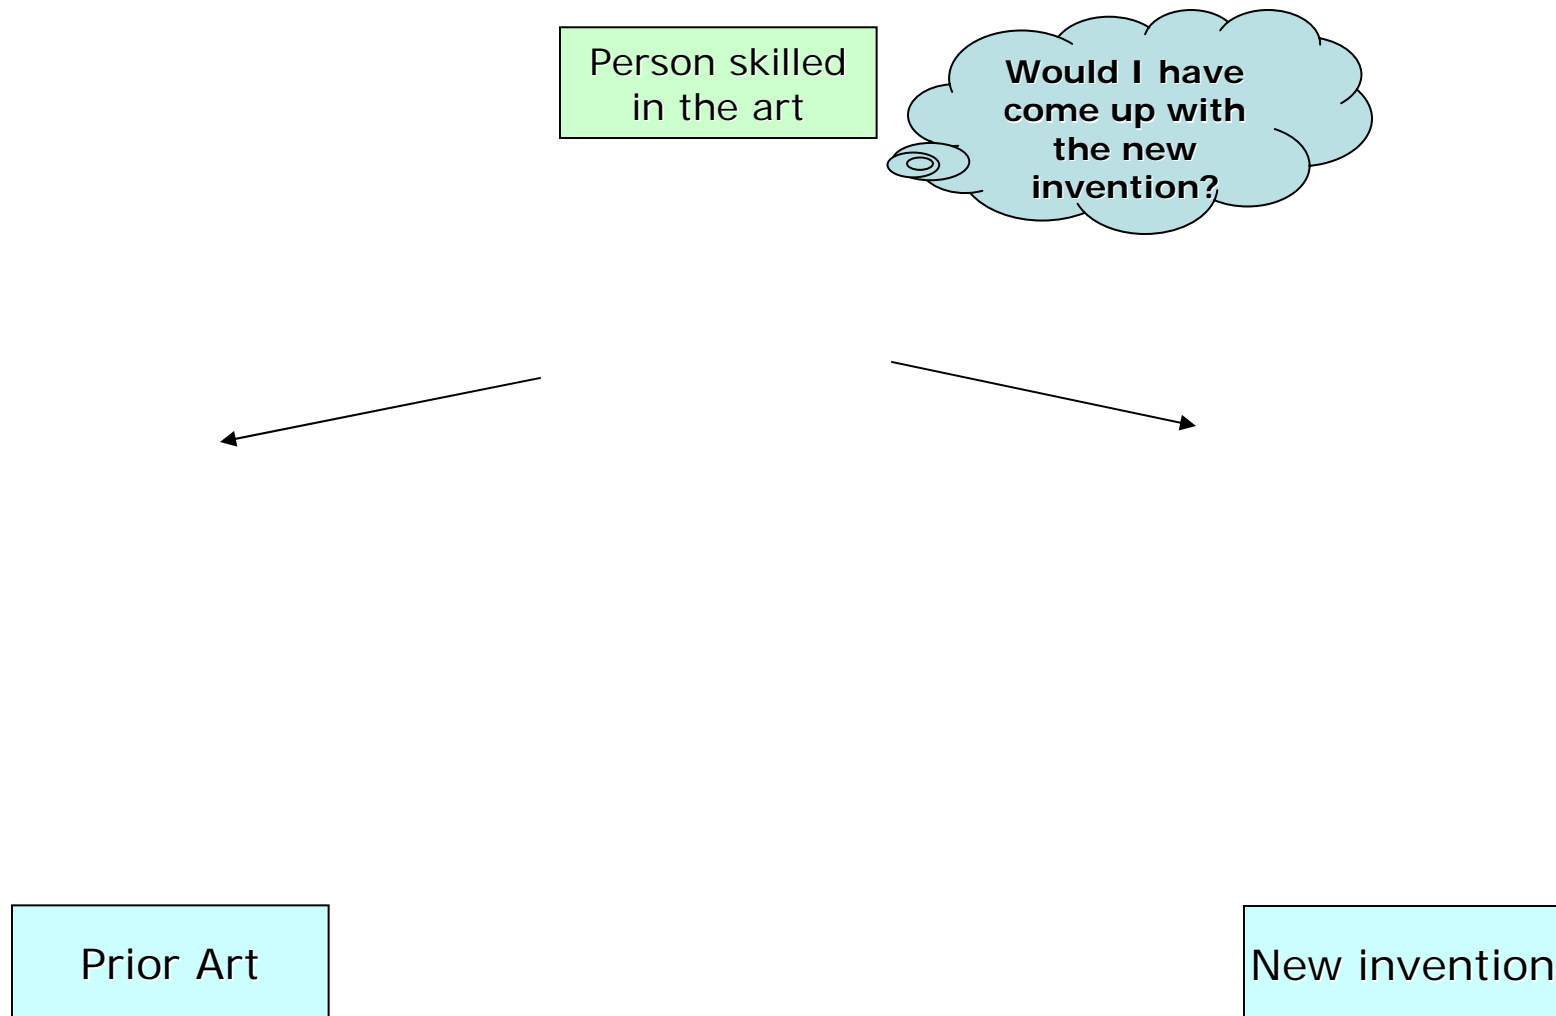 Person skilled
in the art
Would I have
come up with
the new
invention?
Prior Art
New invention